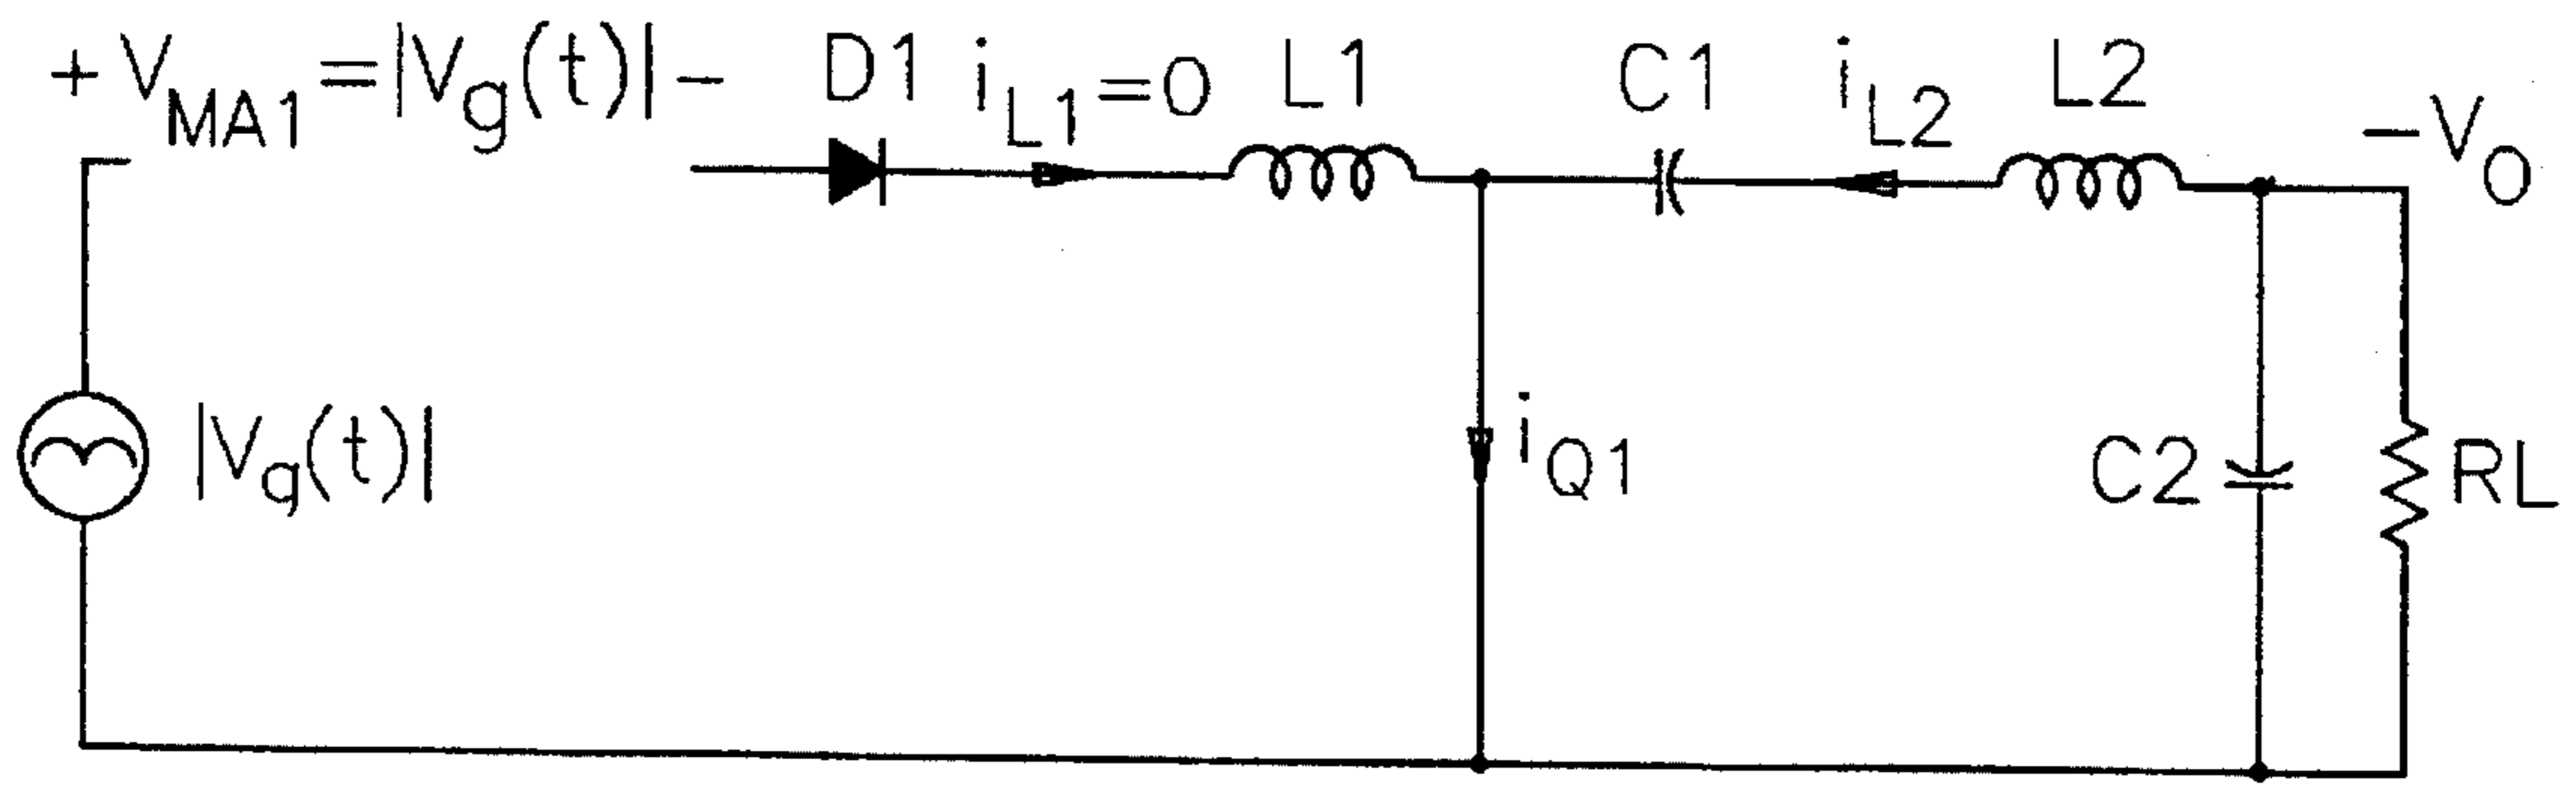 + V_MA1 = |V_g(t)| -
D1
i_L1 = 0
L1
C1
i_L2
L2
-V_O
|V_g(t)|
i_Q1
C2
RL